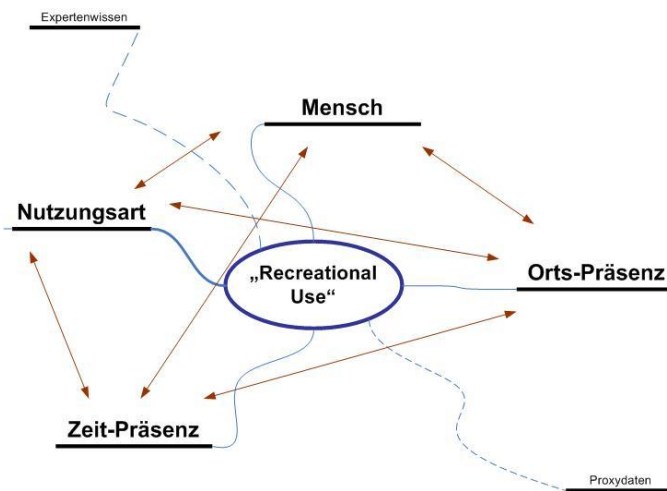 Expertenwissen
Mensch
Nutzungsart
„Recreational
Use“
Orts-Präsenz
Zeit-Präsenz
Proxydaten